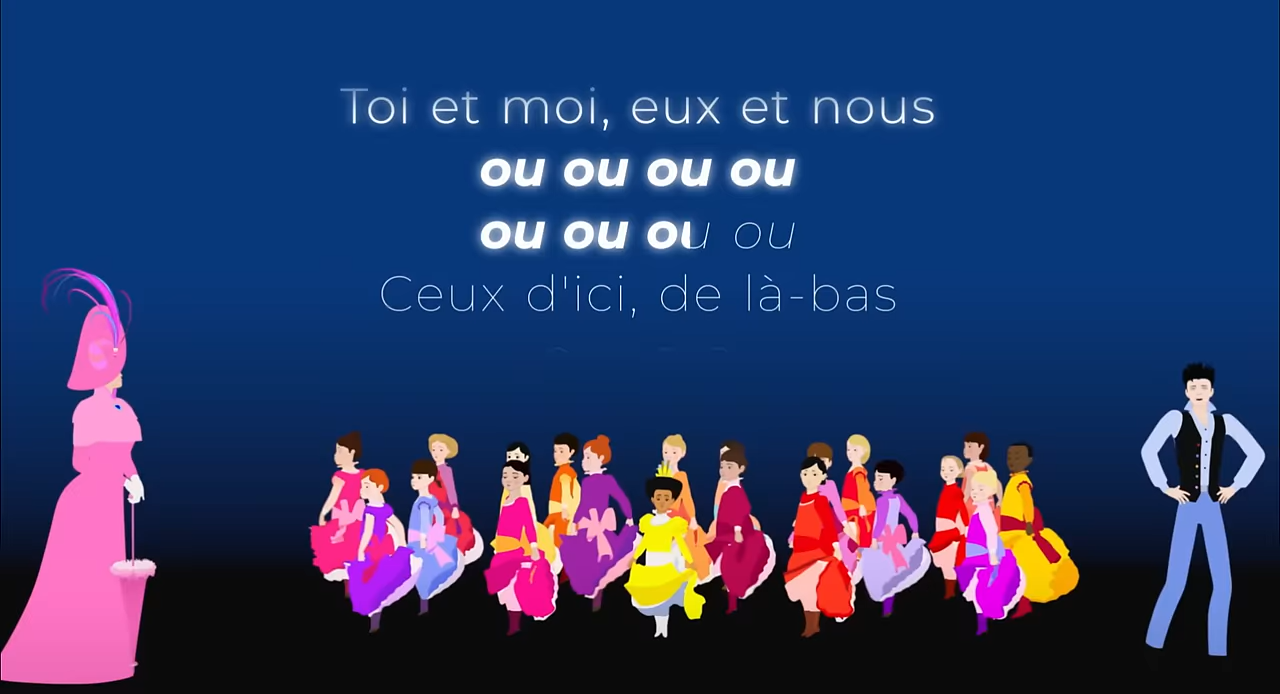 Toi et moi, eux et nous
ou ou ou ou
ou ou ou ou
Ceux d'ici, de là-bas